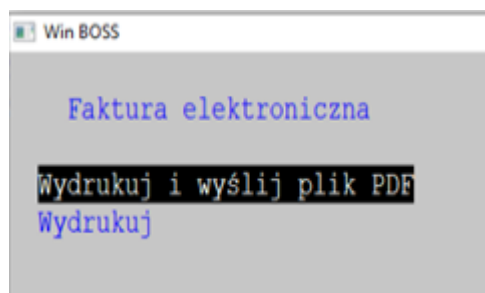 Win BOSS
Faktura elektroniczna
Wydrukuj i wyślij plik PDF
Wydrukuj